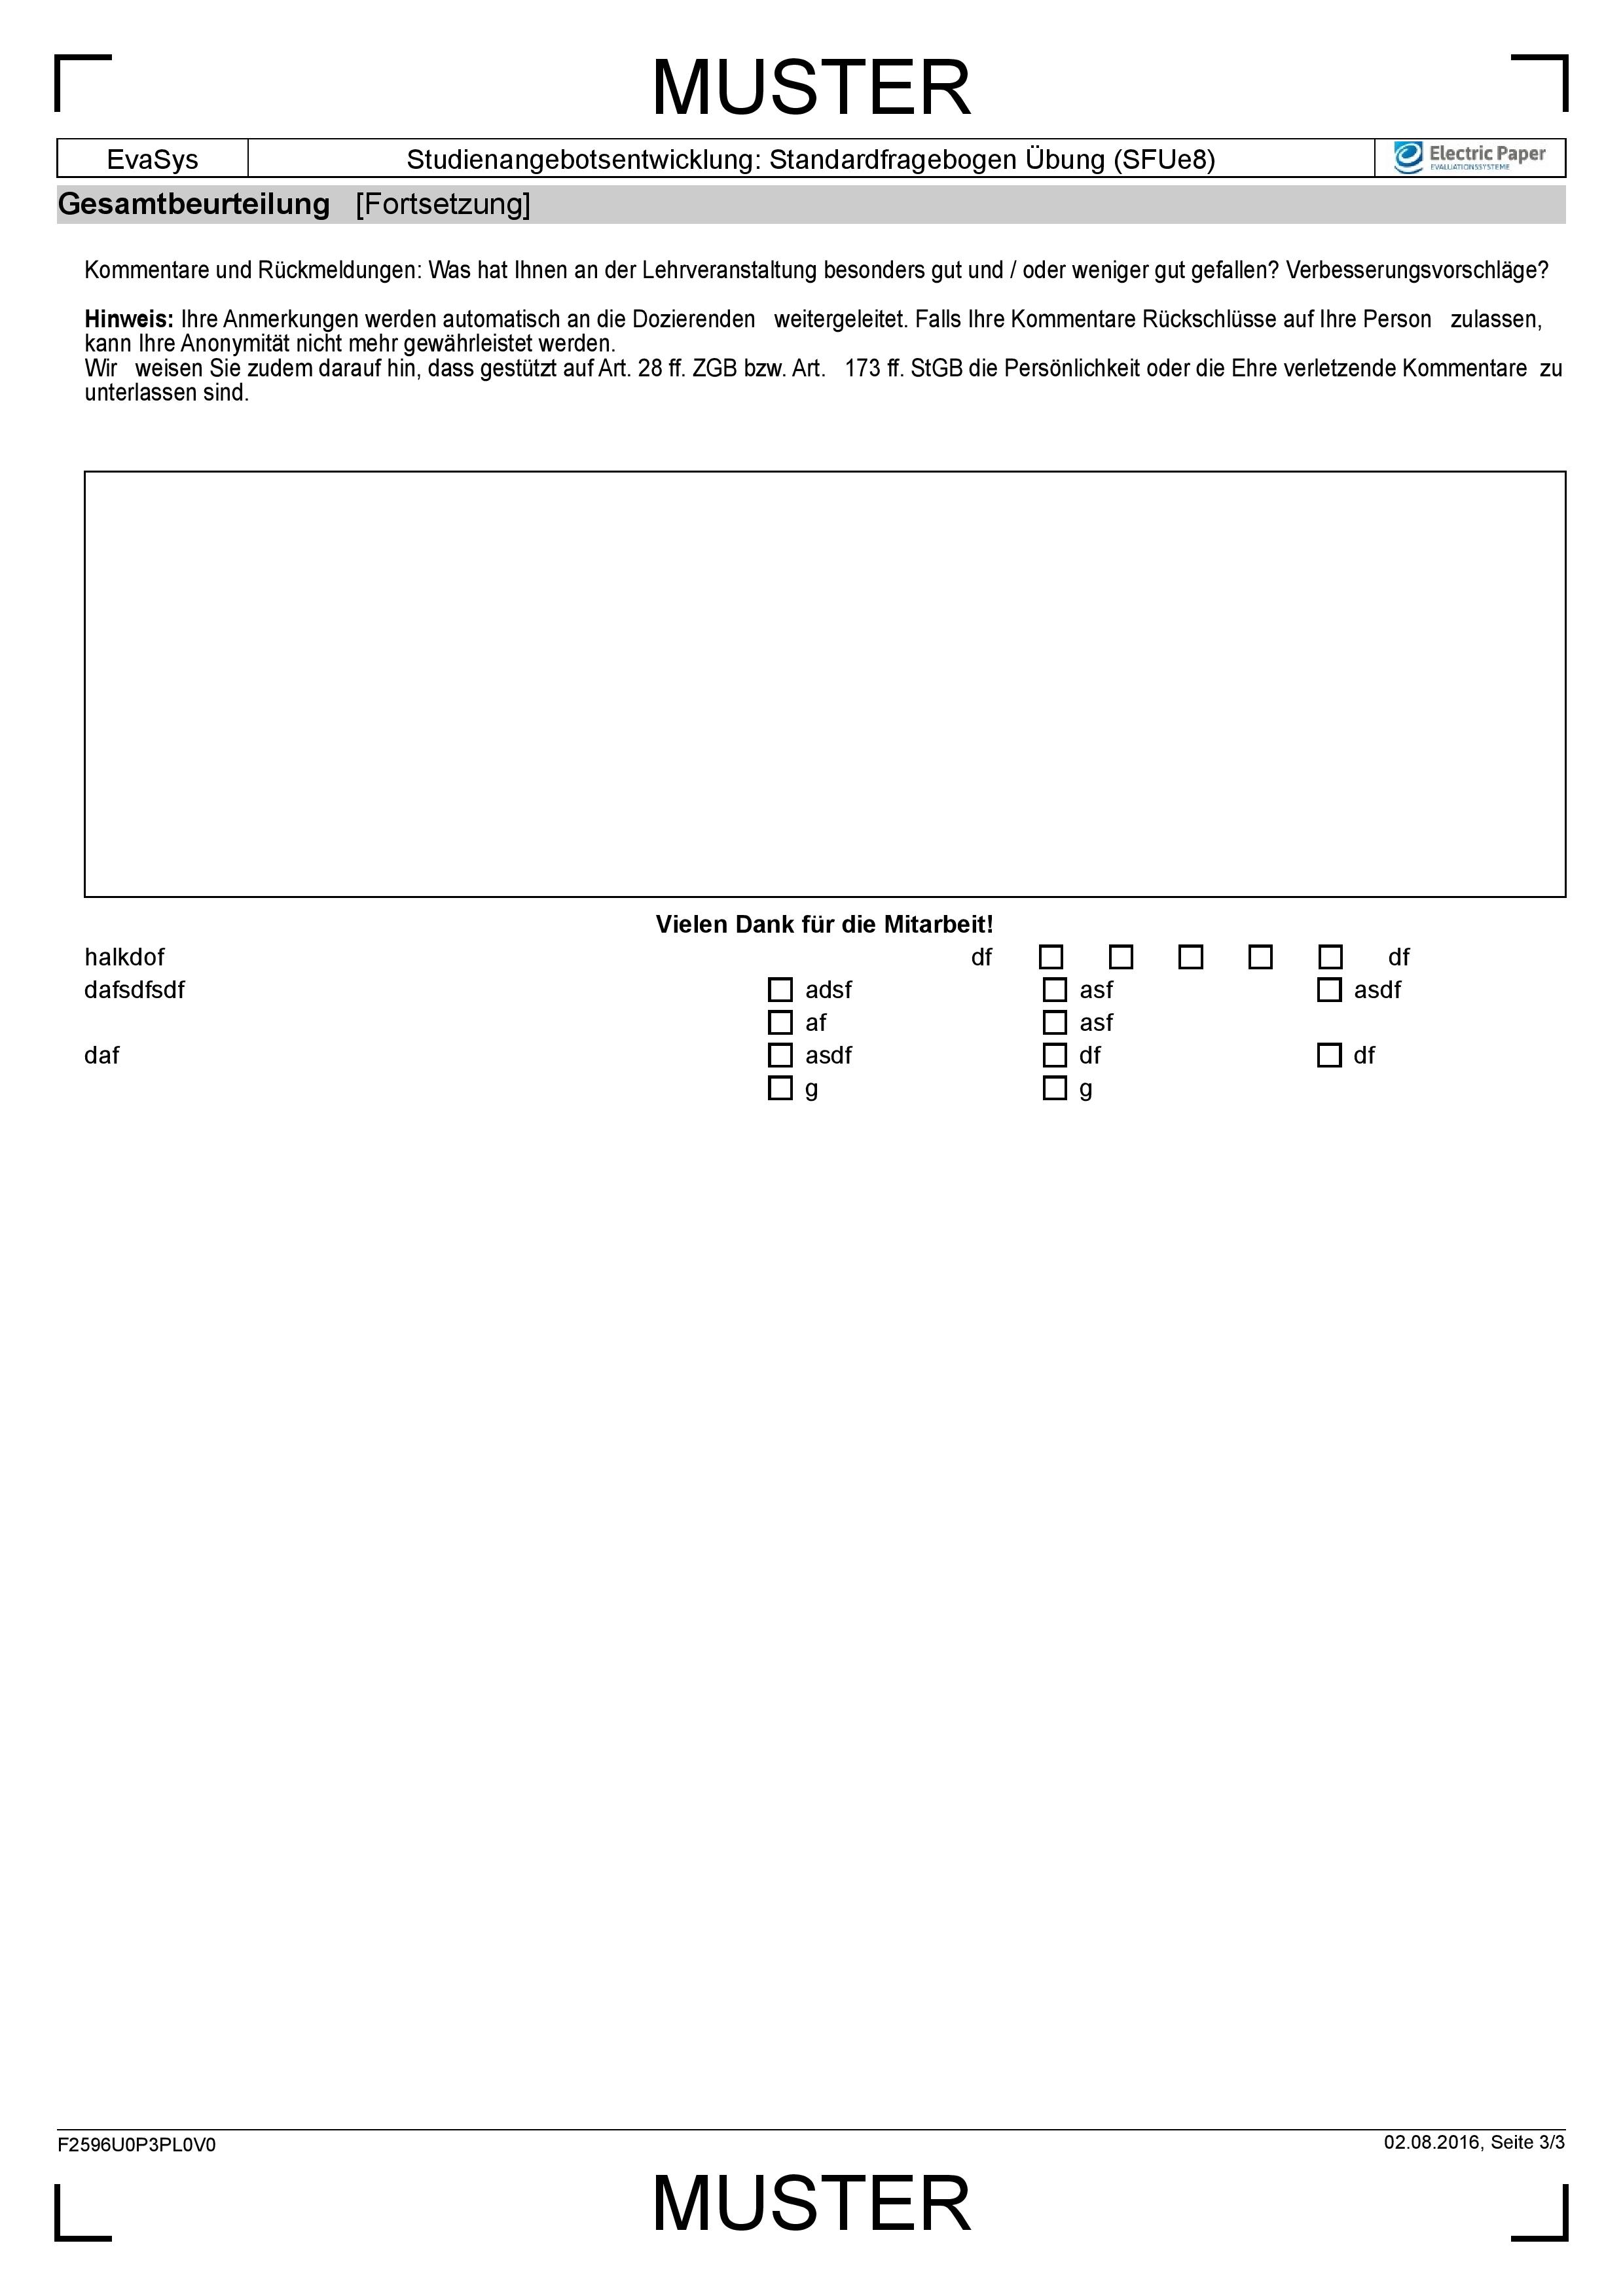 MUSTER
EvaSys Studienangebotsentwicklung: Standardfragebogen Übung (SFUe8) Electric Paper
EVALUATIONSSYSTEME
Gesamtbeurteilung [Fortsetzung]
Kommentare und Rückmeldungen: Was hat Ihnen an der Lehrveranstaltung besonders gut und / oder weniger gut gefallen? Verbesserungsvorschläge?
Hinweis: Ihre Anmerkungen werden automatisch an die Dozierenden weitergeleitet. Falls Ihre Kommentare Rückschlüsse auf Ihre Person zulassen,
kann Ihre Anonymität nicht mehr gewährleistet werden.
Wir weisen Sie zudem darauf hin, dass gestützt auf Art. 28 ff. ZGB bzw. Art. 173 ff. StGB die Persönlichkeit oder die Ehre verletzende Kommentare zu
unterlassen sind.
Vielen Dank für die Mitarbeit!
halkdof df df
dafsdfsdf adsf asf asdf
af asf
daf asdf df df
g g
F2596U0P3PL0V0 02.08.2016, Seite 3/3
MUSTER